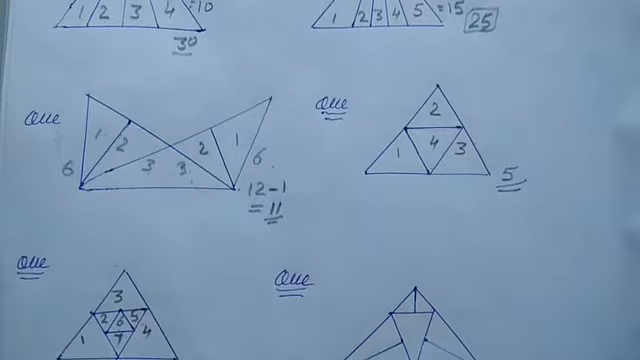 1 2 3 4 =10
30
1 2 3 4 5 =15 25
Que
1 2 3 3 2 1
6 6
12-1
= 11
Que
2
1 4 3
5
Que
3
2 6 5
1 7 4
Que